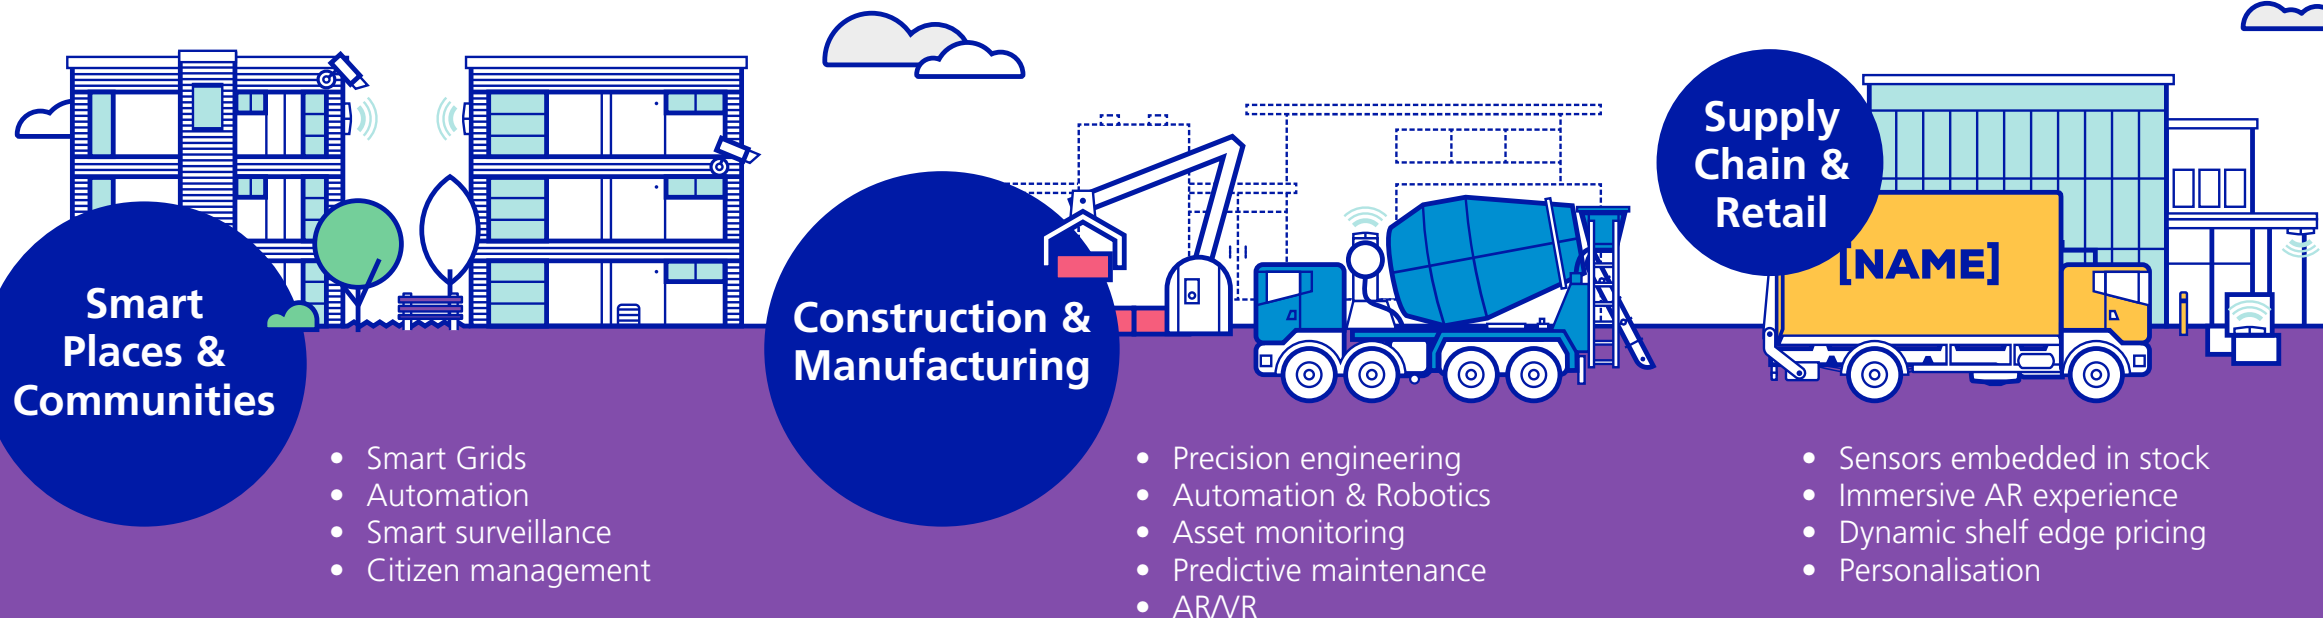 Smart
Places &
Communities
• Smart Grids
• Automation
• Smart surveillance
• Citizen management
Construction &
Manufacturing
• Precision engineering
• Automation & Robotics
• Asset monitoring
• Predictive maintenance
• AR/VR
Supply
Chain &
Retail
[NAME]
• Sensors embedded in stock
• Immersive AR experience
• Dynamic shelf edge pricing
• Personalisation